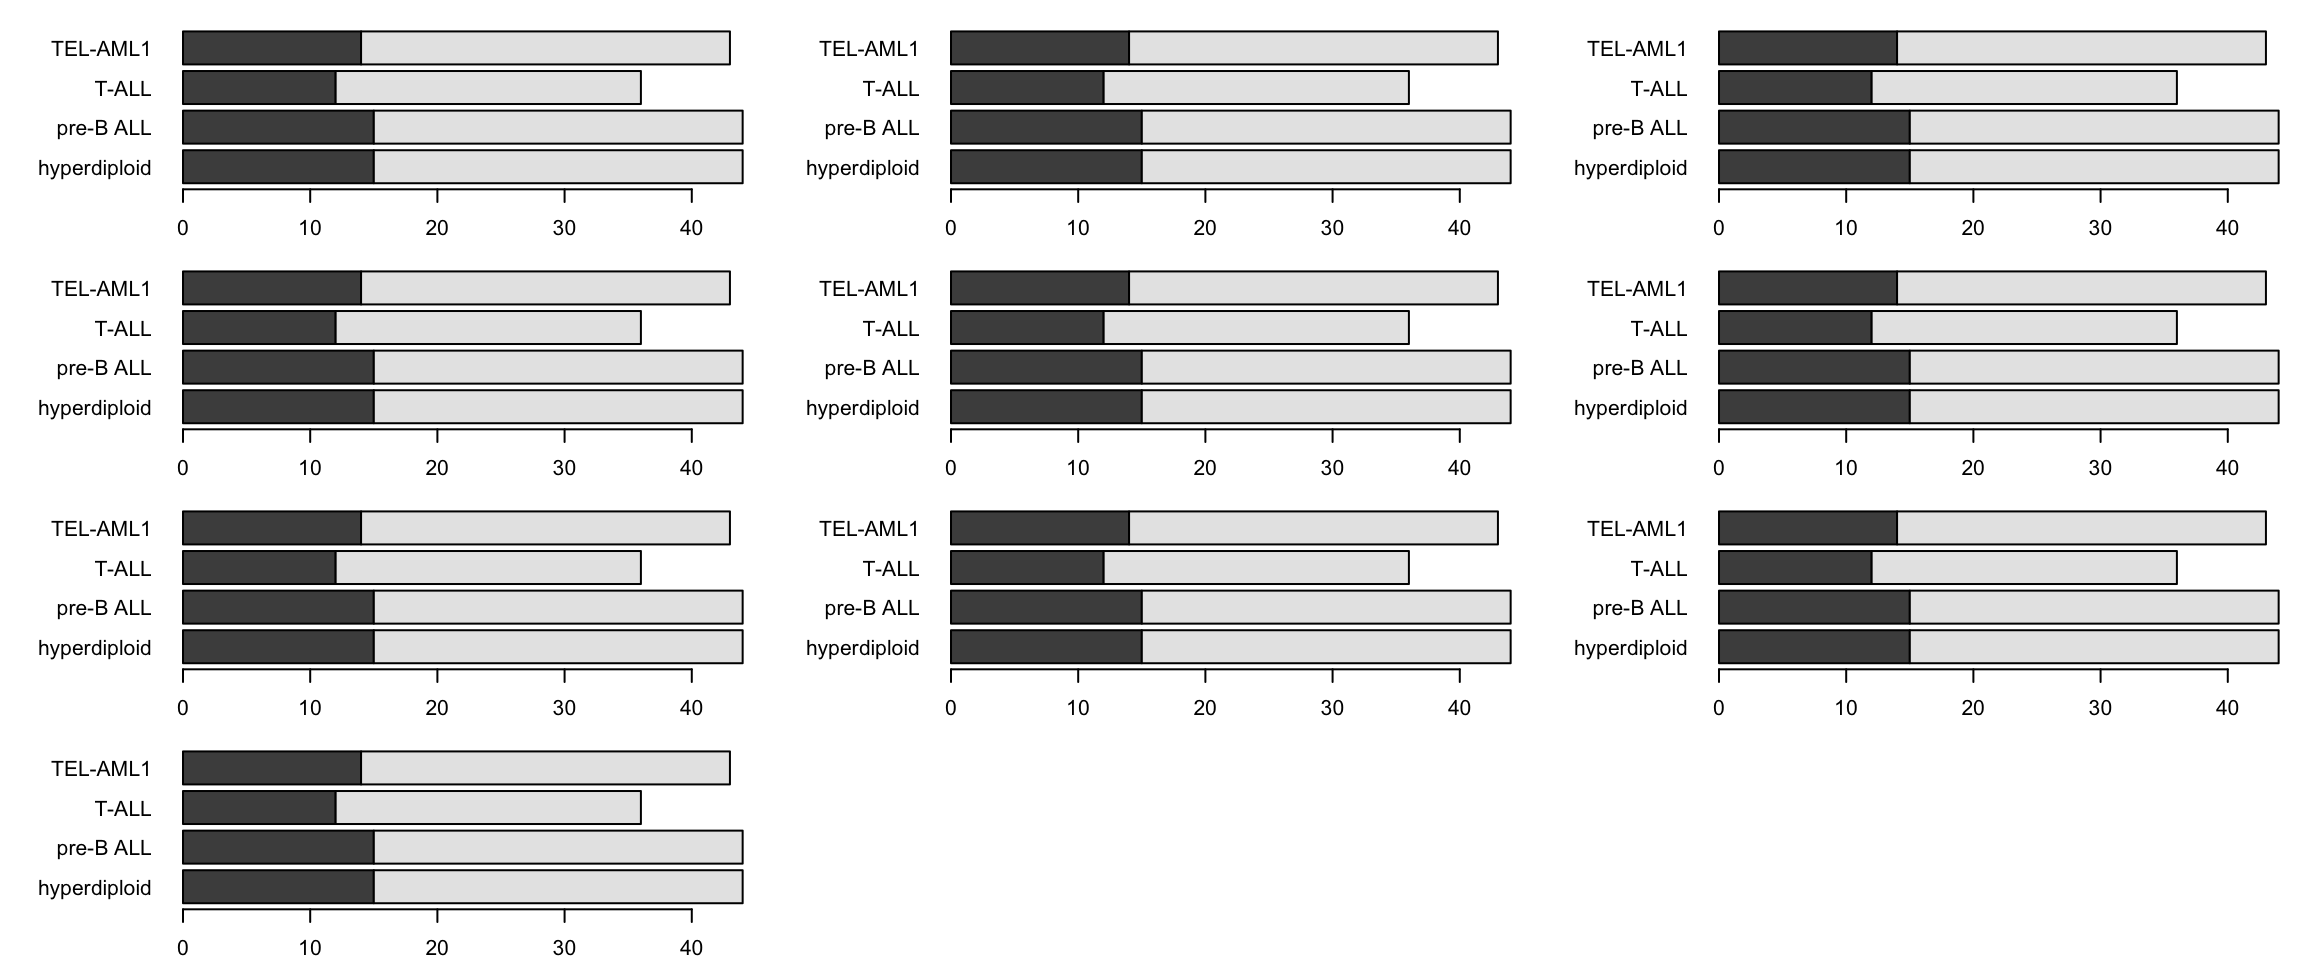 TEL-AML1 TEL-AML1 TEL-AML1
T-ALL T-ALL T-ALL
pre-B ALL pre-B ALL pre-B ALL
hyperdiploid hyperdiploid hyperdiploid
0 10 20 30 40 0 10 20 30 40 0 10 20 30 40
TEL-AML1 TEL-AML1 TEL-AML1
T-ALL T-ALL T-ALL
pre-B ALL pre-B ALL pre-B ALL
hyperdiploid hyperdiploid hyperdiploid
0 10 20 30 40 0 10 20 30 40 0 10 20 30 40
TEL-AML1 TEL-AML1 TEL-AML1
T-ALL T-ALL T-ALL
pre-B ALL pre-B ALL pre-B ALL
hyperdiploid hyperdiploid hyperdiploid
0 10 20 30 40 0 10 20 30 40 0 10 20 30 40
TEL-AML1
T-ALL
pre-B ALL
hyperdiploid
0 10 20 30 40